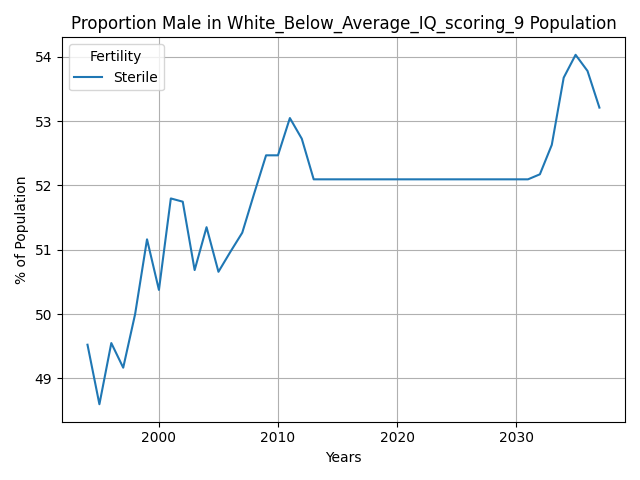 Proportion Male in White_Below_Average_IQ_scoring_9 Population
Fertility
Sterile
54
53
52
51
50
49
% of Population
2000 2010 2020 2030
Years